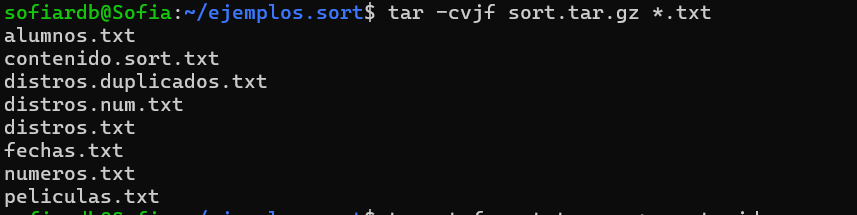 sofiardb@Sofia:~/ejemplos.sort$ tar -cvjf sort.tar.gz *.txt
alumnos.txt
contenido.sort.txt
distros.duplicados.txt
distros.num.txt
distros.txt
fechas.txt
numeros.txt
peliculas.txt